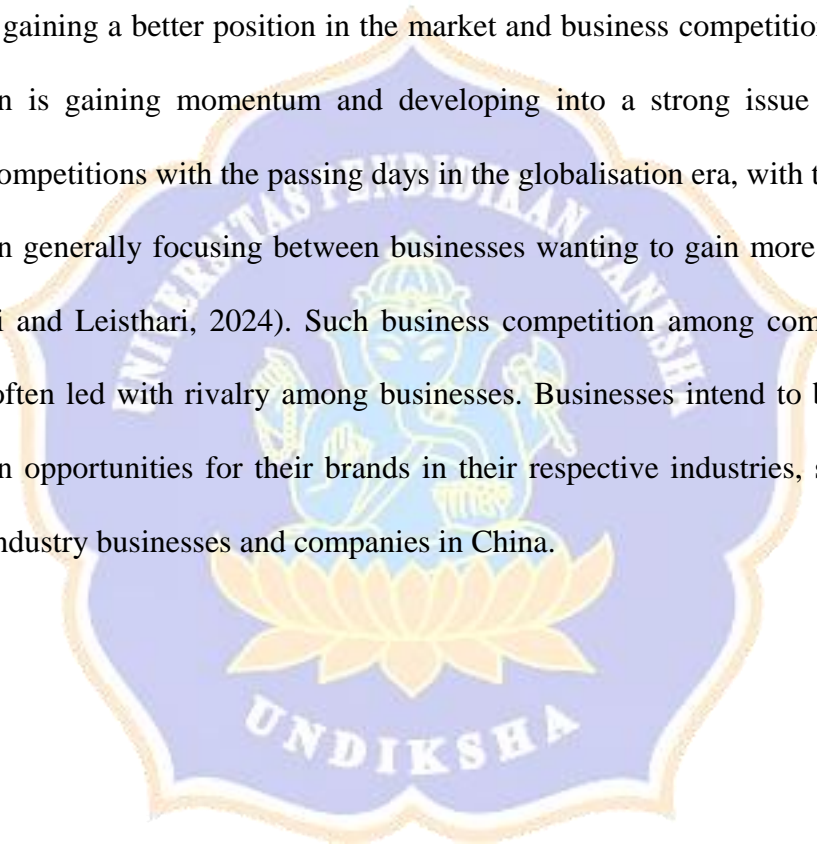 gaining a better position in the market and business competition
n is gaining momentum and developing into a strong issue
ompetitions with the passing days in the globalisation era, with t
n generally focusing between businesses wanting to gain more
i and Leisthari, 2024). Such business competition among com
often led with rivalry among businesses. Businesses intend to b
n opportunities for their brands in their respective industries, s
ndustry businesses and companies in China.
UNIVERSITAS PENDIDIKAN GANESHA
UNDIKSHA